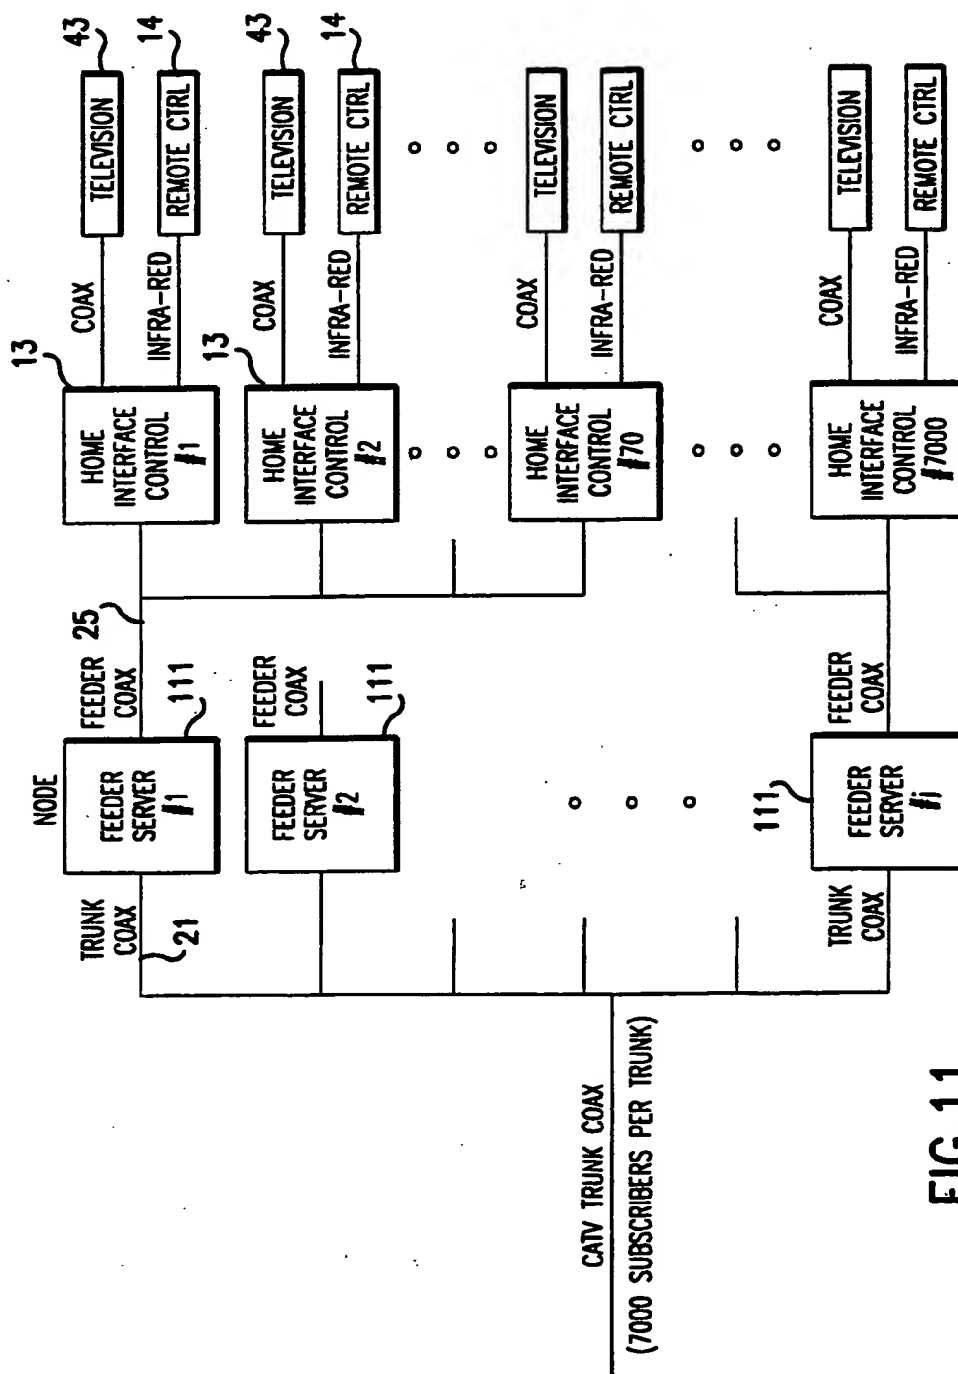 43
TELEVISION
14
REMOTE CTRL
COAX
INFRA-RED
13
HOME
INTERFACE
CONTROL
#1
43
TELEVISION
14
REMOTE CTRL
COAX
INFRA-RED
13
HOME
INTERFACE
CONTROL
#2
TELEVISION
REMOTE CTRL
COAX
INFRA-RED
HOME
INTERFACE
CONTROL
#70
TELEVISION
REMOTE CTRL
COAX
INFRA-RED
HOME
INTERFACE
CONTROL
#7000
25
FEEDER
COAX
111
NODE
FEEDER
SERVER
#1
TRUNK
COAX
21
FEEDER
COAX
111
FEEDER
SERVER
#2
FEEDER
COAX
111
FEEDER
SERVER
#j
TRUNK
COAX
CATV TRUNK COAX
(7000 SUBSCRIBERS PER TRUNK)
FIG.11